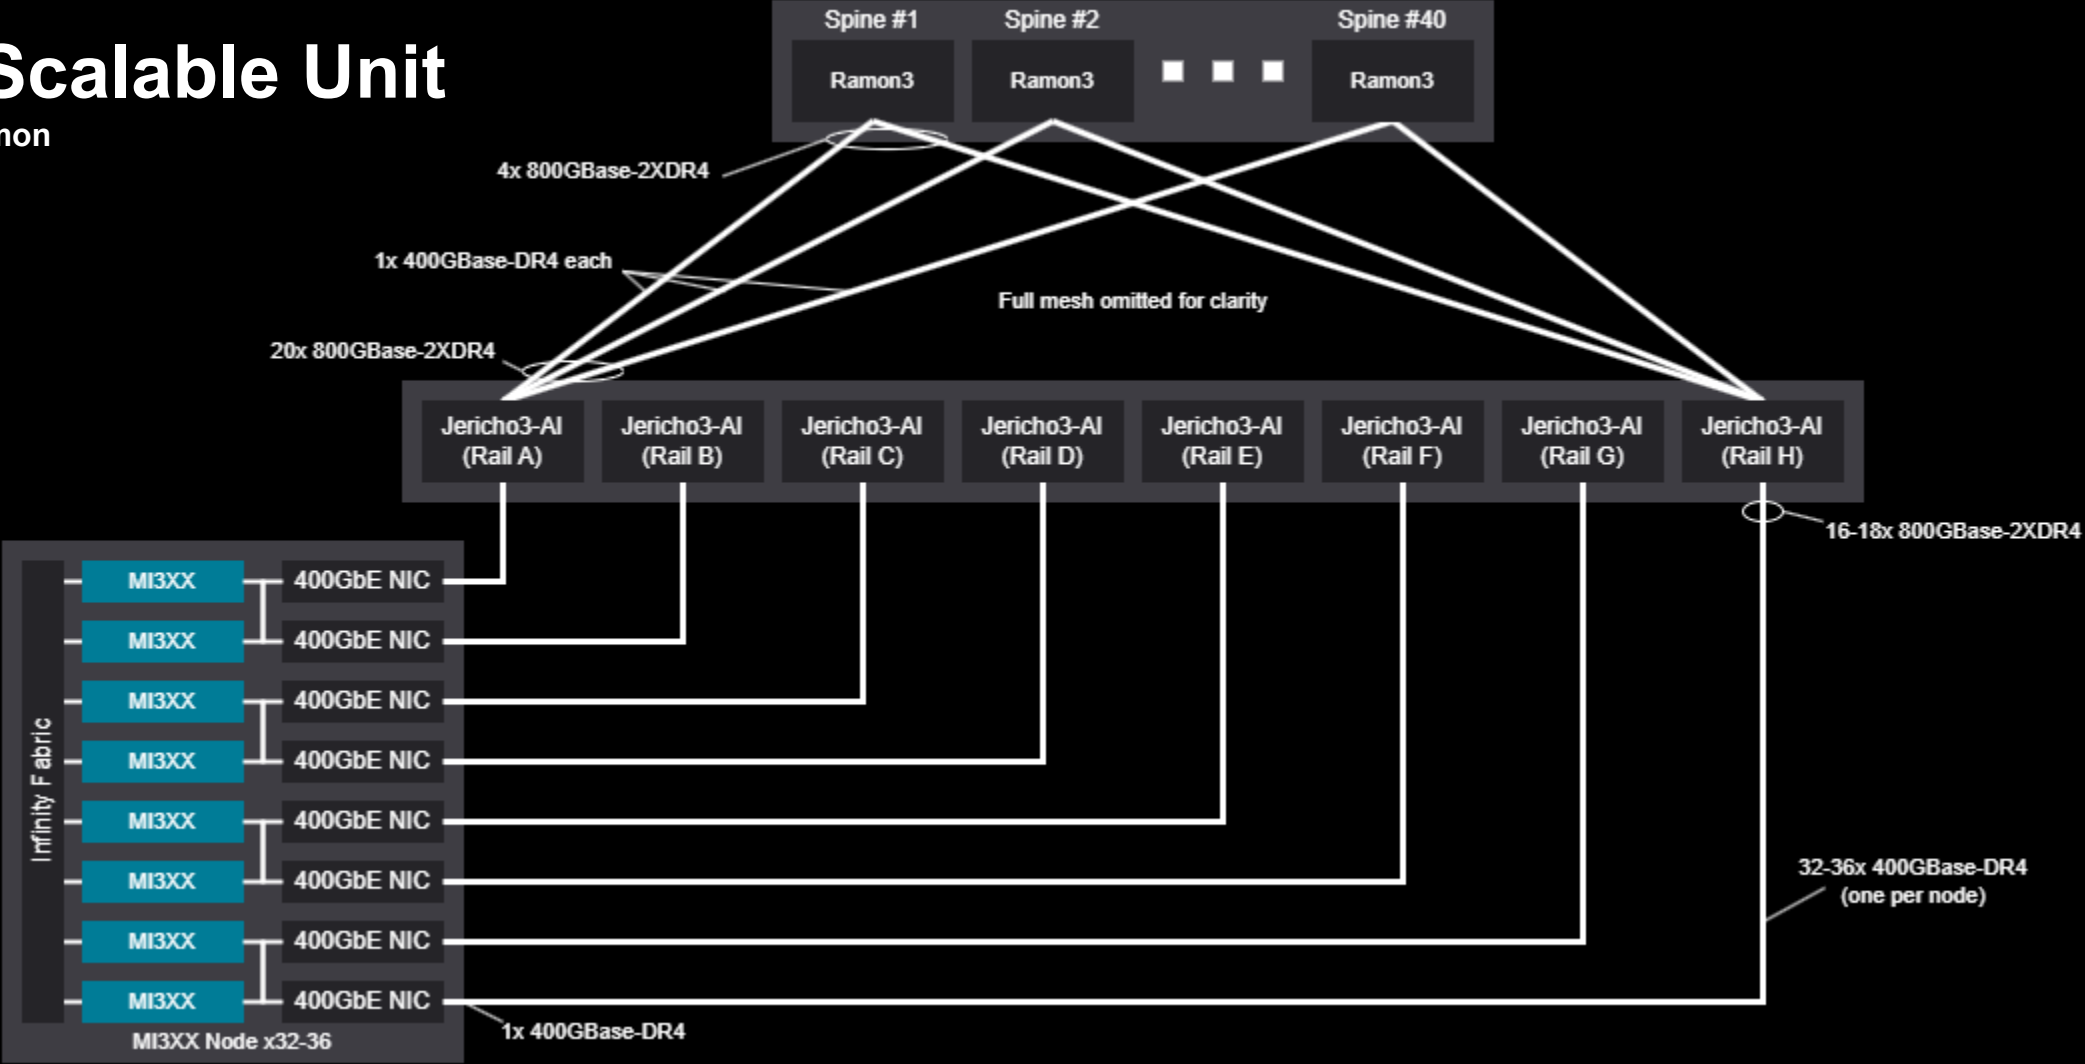 Scalable Unit
Spine #1
Spine #2
Spine #40
Ramon3
Ramon3
Ramon3
4x 800GBase-2XDR4
1x 400GBase-DR4 each
Full mesh omitted for clarity
20x 800GBase-2XDR4
Jericho3-AI
(Rail A)
Jericho3-AI
(Rail B)
Jericho3-AI
(Rail C)
Jericho3-AI
(Rail D)
Jericho3-AI
(Rail E)
Jericho3-AI
(Rail F)
Jericho3-AI
(Rail G)
Jericho3-AI
(Rail H)
16-18x 800GBase-2XDR4
Infinity Fabric
MI3XX
400GbE NIC
MI3XX
400GbE NIC
MI3XX
400GbE NIC
MI3XX
400GbE NIC
MI3XX
400GbE NIC
MI3XX
400GbE NIC
MI3XX
400GbE NIC
MI3XX
400GbE NIC
32-36x 400GBase-DR4
(one per node)
1x 400GBase-DR4
MI3XX Node x32-36